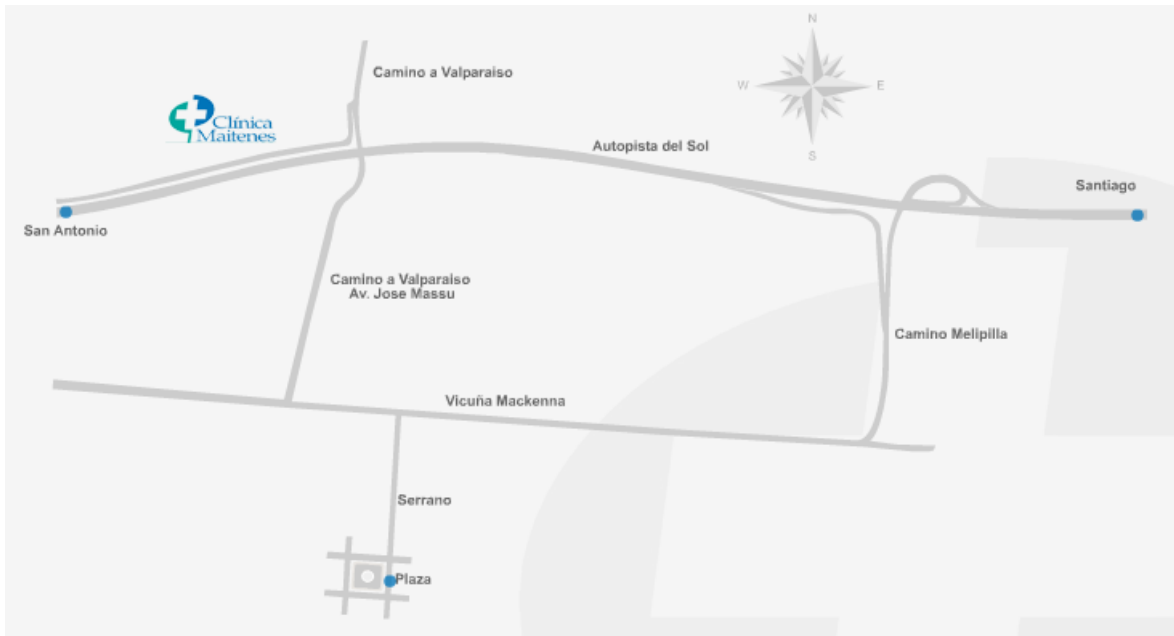 N
Camino a Valparaiso
W
E
Clínica
Maitenes
Autopista del Sol
S
Santiago
San Antonio
Camino a Valparaiso
Av. Jose Massu
Camino Melipilla
Vicuña Mackenna
Serrano
Plaza